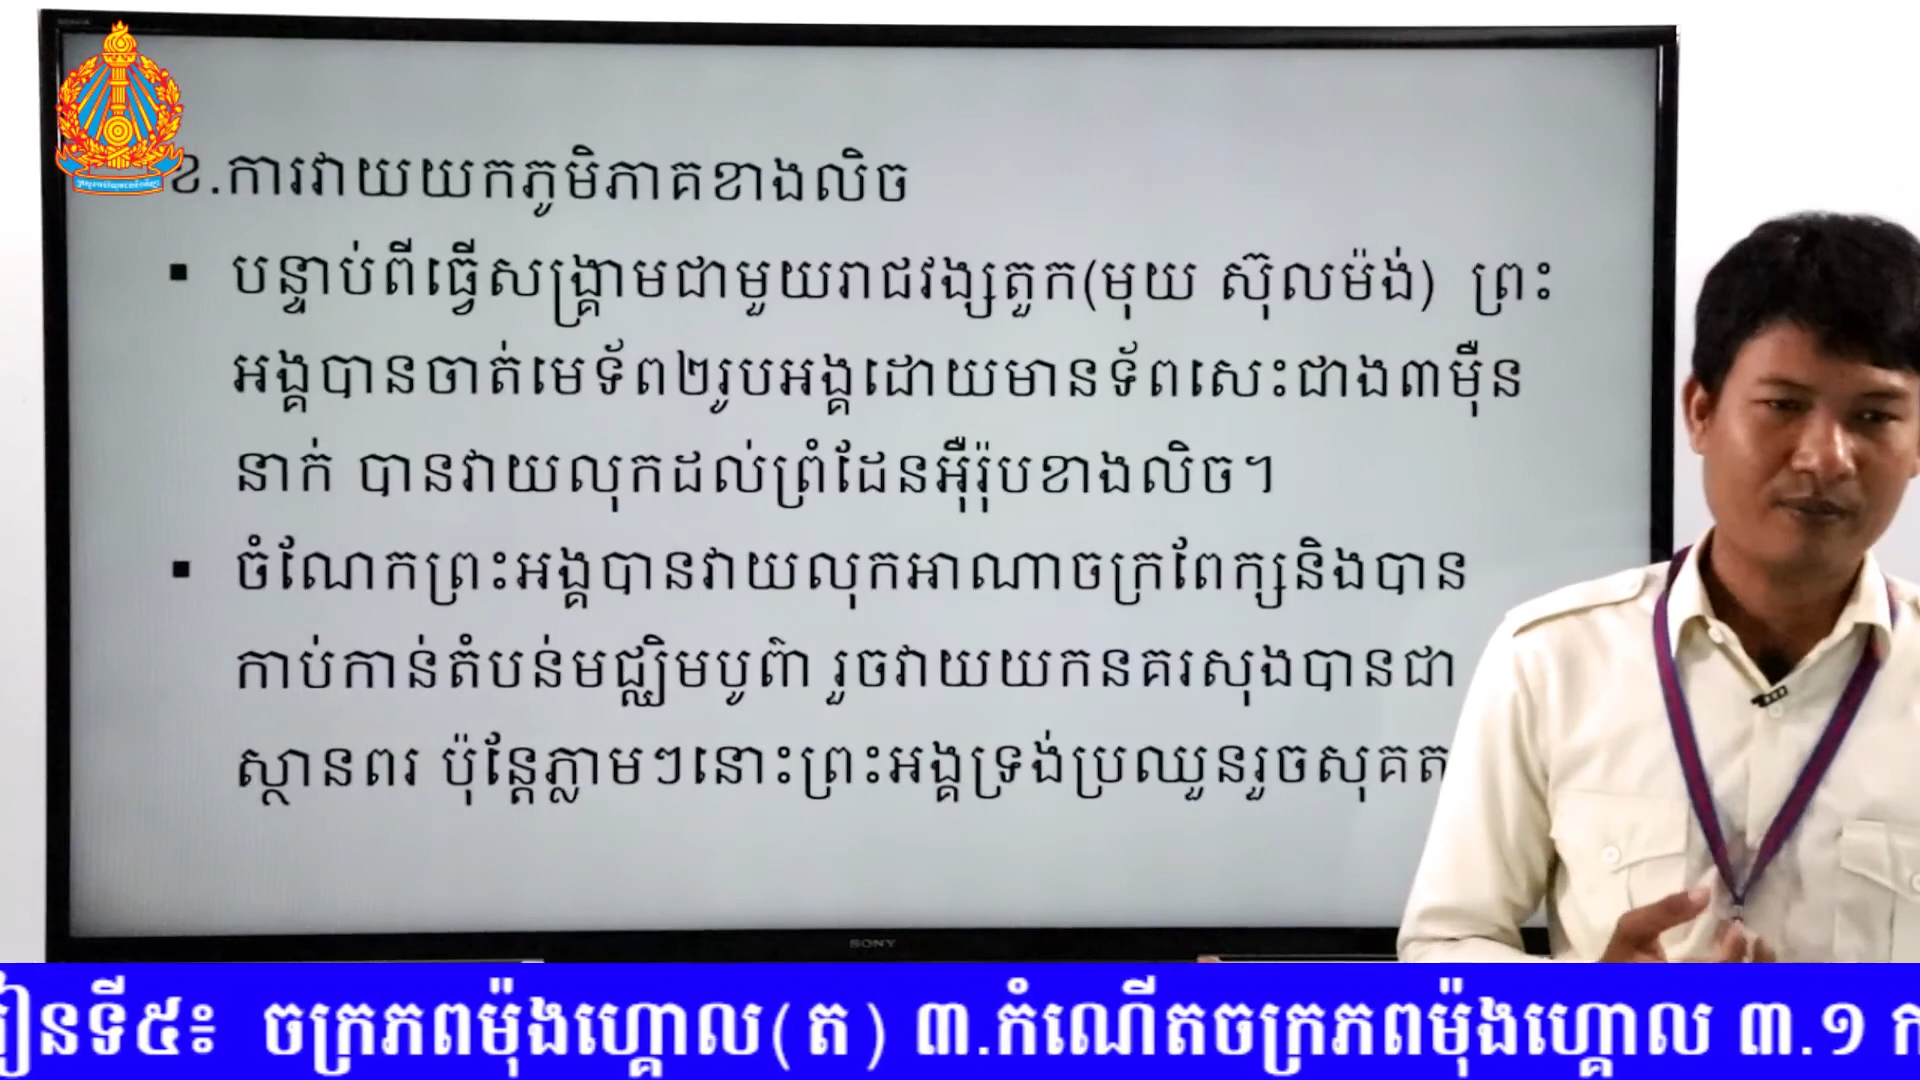 ខ.ការវាយយកភូមិភាគខាងលិច
▪ បន្ទាប់ពីធ្វើសង្គ្រាមជាមួយរាជវង្សតួក(មុយ ស៊ុលម៉ង់) ព្រះ
អង្គបានចាត់មេទ័ព២រូបអង្គដោយមានទ័ពសេះជាង៣ម៉ឺន
នាក់ បានវាយលុកដល់ព្រំដែនអ៊ឺរ៉ុបខាងលិច។
▪ ចំណែកព្រះអង្គបានវាយលុកអាណាចក្រពែក្សនិងបាន
កាប់កាន់តំបន់មជ្ឈិមបូព៌ា រួចវាយយកនគរសុងបានជា
ស្ថានពរ ប៉ុន្តែភ្លាមៗនោះព្រះអង្គទ្រង់ប្រឈួនរួចសុគត
SONY
រៀនទី៥៖ ចក្រភពម៉ុងហ្គោល(ត) ៣.កំណើតចក្រភពម៉ុងហ្គោល ៣.១ ក